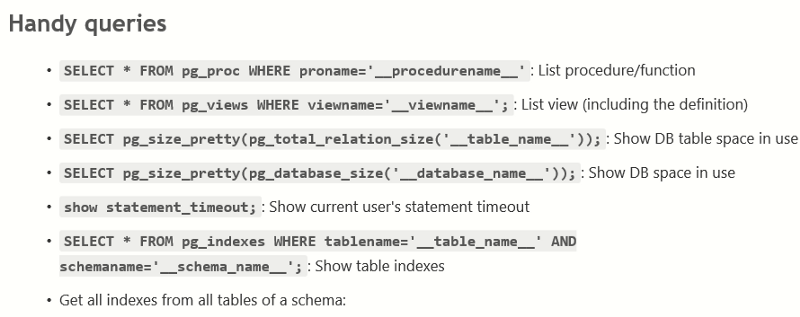 Handy queries
• SELECT * FROM pg_proc WHERE proname='__procedurename__' : List procedure/function
• SELECT * FROM pg_views WHERE viewname='__viewname__'; : List view (including the definition)
• SELECT pg_size_pretty(pg_total_relation_size('__table_name__')); : Show DB table space in use
• SELECT pg_size_pretty(pg_database_size('__database_name__')); : Show DB space in use
• show statement_timeout; : Show current user's statement timeout
• SELECT * FROM pg_indexes WHERE tablename='__table_name__' AND
schemaname='__schema_name__'; : Show table indexes
• Get all indexes from all tables of a schema: